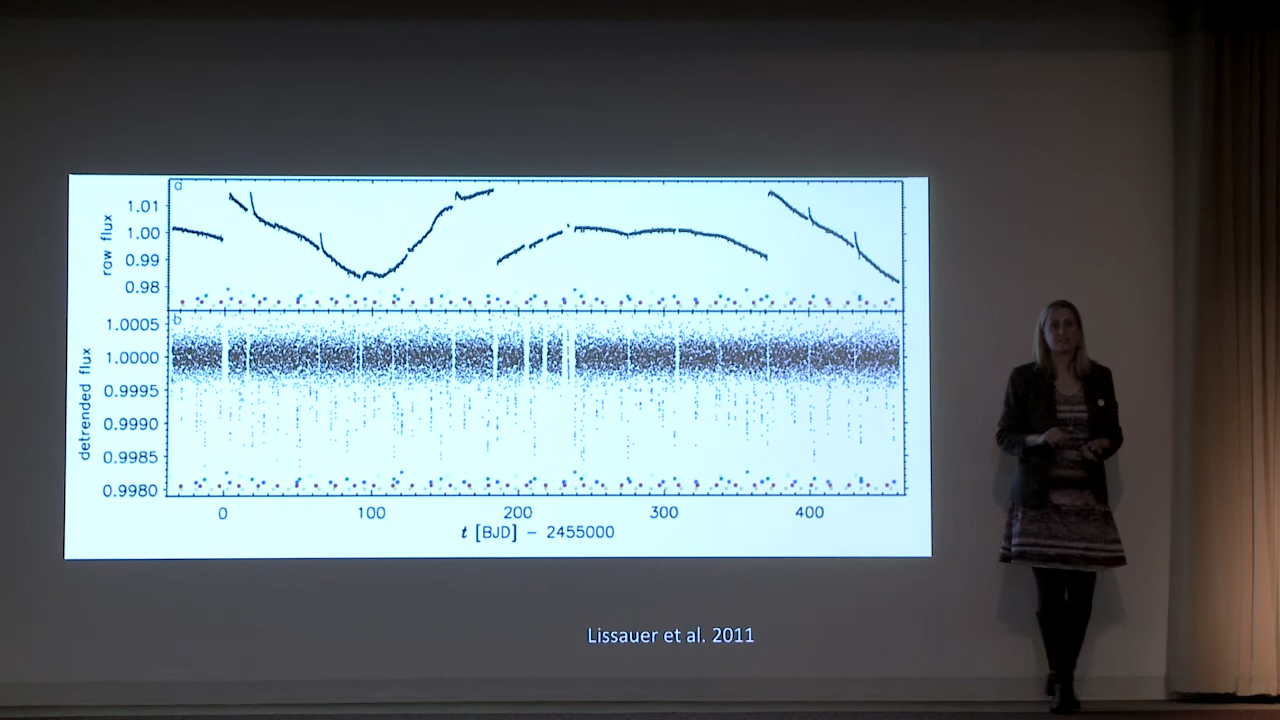 a
1.01
1.00
0.99
0.98
raw flux
b
1.0005
1.0000
0.9995
0.9990
0.9985
0.9980
detrended flux
0 100 200 300 400
t [BJD] − 2455000
Lissauer et al. 2011